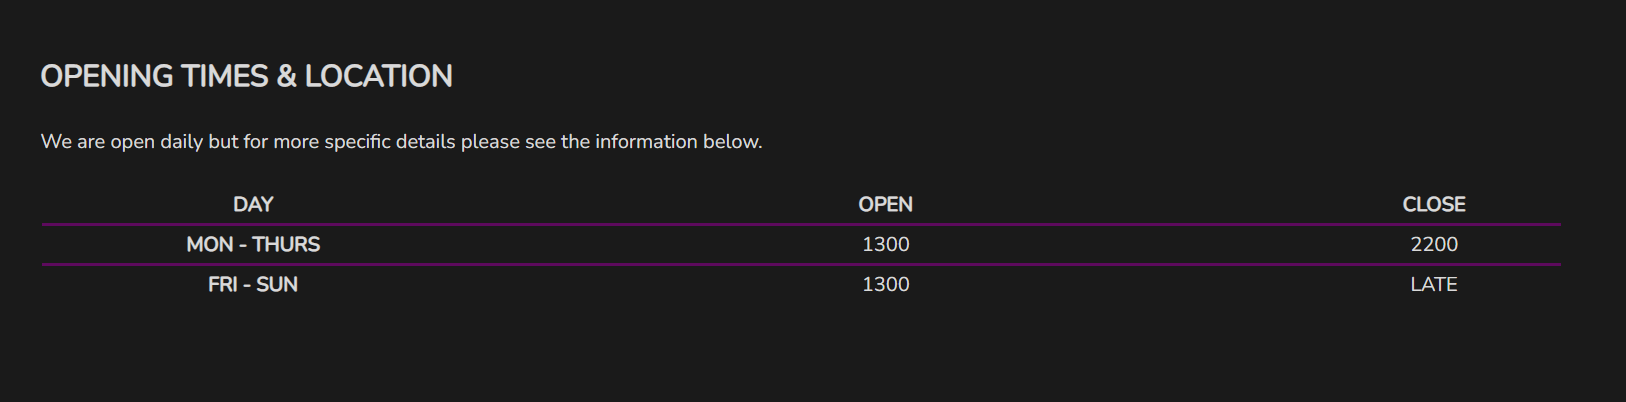 OPENING TIMES & LOCATION
We are open daily but for more specific details please see the information below.
DAY OPEN CLOSE
MON - THURS 1300 2200
FRI - SUN 1300 LATE